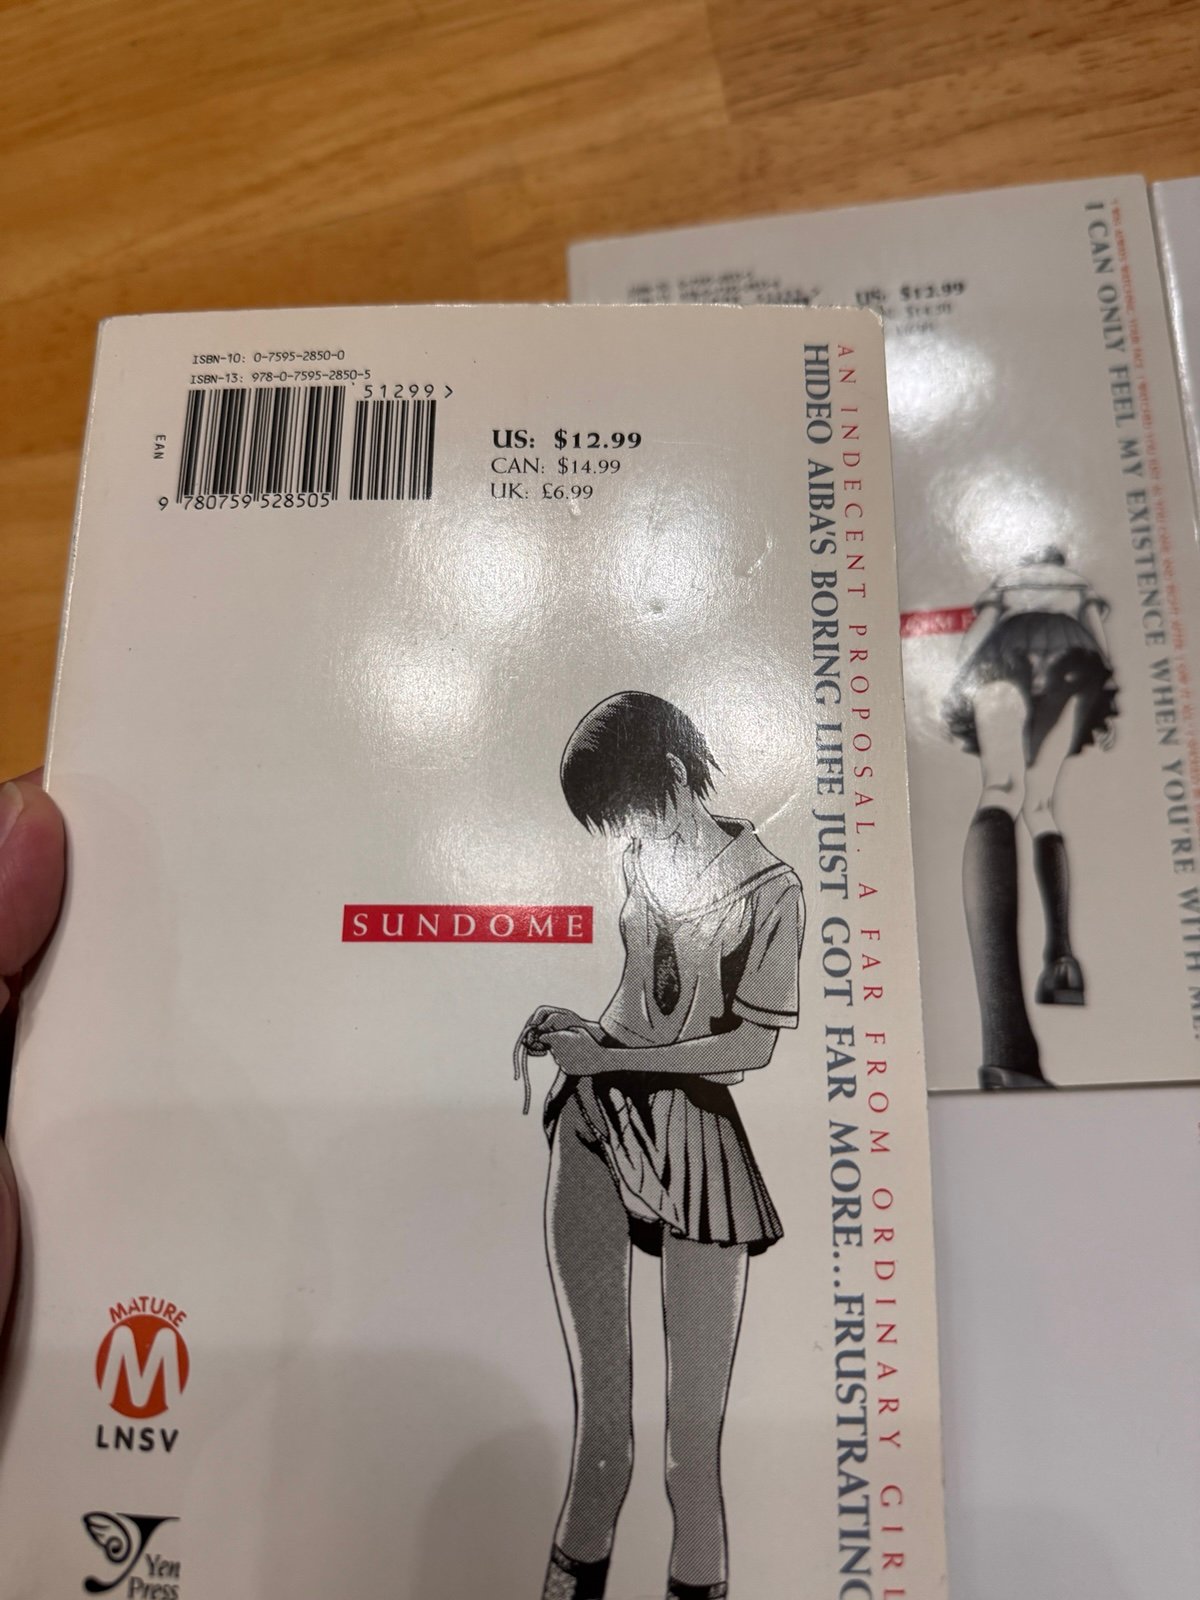 ISBN-10: 0-7595-2850-0
ISBN-13: 978-0-7595-2850-5
51299>
EAN
9 780759 528505
US: $12.99
CAN: $14.99
UK: £6.99
AN INDECENT PROPOSAL. A FAR FROM ORDINARY GIRL
HIDEO AIBA'S BORING LIFE JUST GOT FAR MORE...FRUSTRATING
SUNDOME
MATURE
M
LNSV
Yen
Press
US: $12.99
I CAN ONLY FEEL MY EXISTENCE WHEN YOU'RE WITH ME.